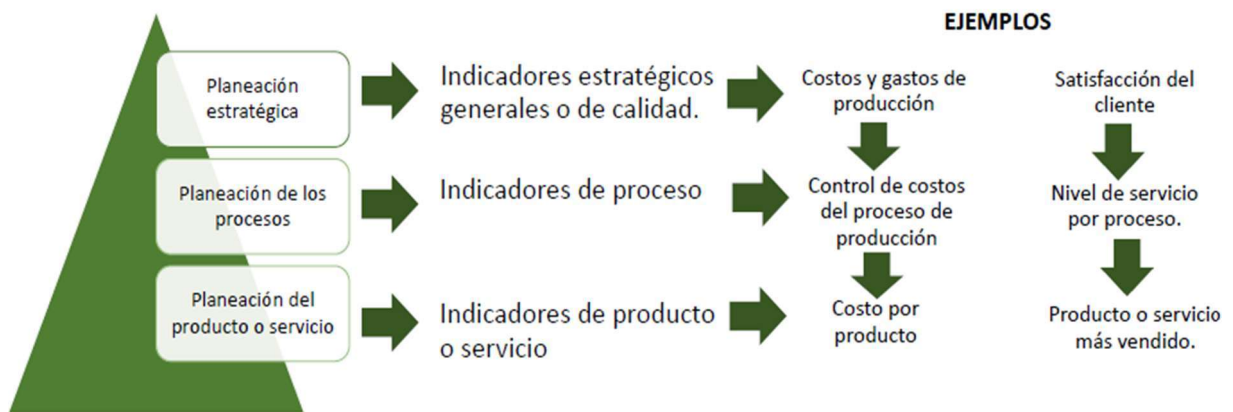 EJEMPLOS
Planeación
estratégica
Indicadores estratégicos
generales o de calidad.
Costos y gastos de
producción
Satisfacción del
cliente
Planeación de los
procesos
Indicadores de proceso
Control de costos
del proceso de
producción
Nivel de servicio
por proceso.
Planeación del
producto o servicio
Indicadores de producto
o servicio
Costo por
producto
Producto o servicio
más vendido.